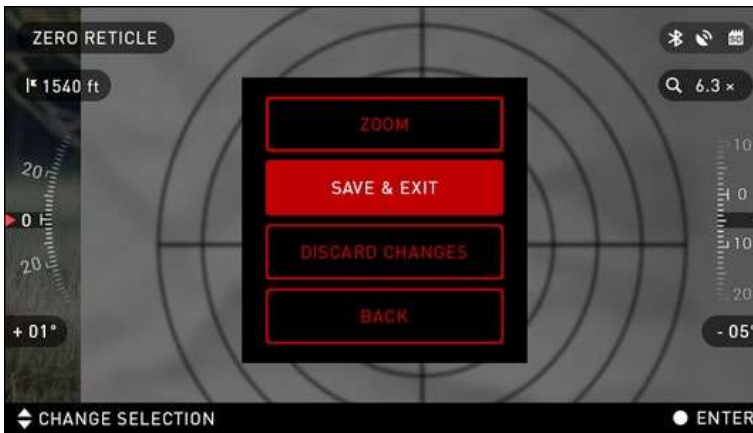 ZERO RETICLE
1540 ft
6.3 ×
SD
ZOOM
SAVE & EXIT
DISCARD CHANGES
BACK
20
0
20
+ 01°
10
0
10
20
- 05°
CHANGE SELECTION
ENTER